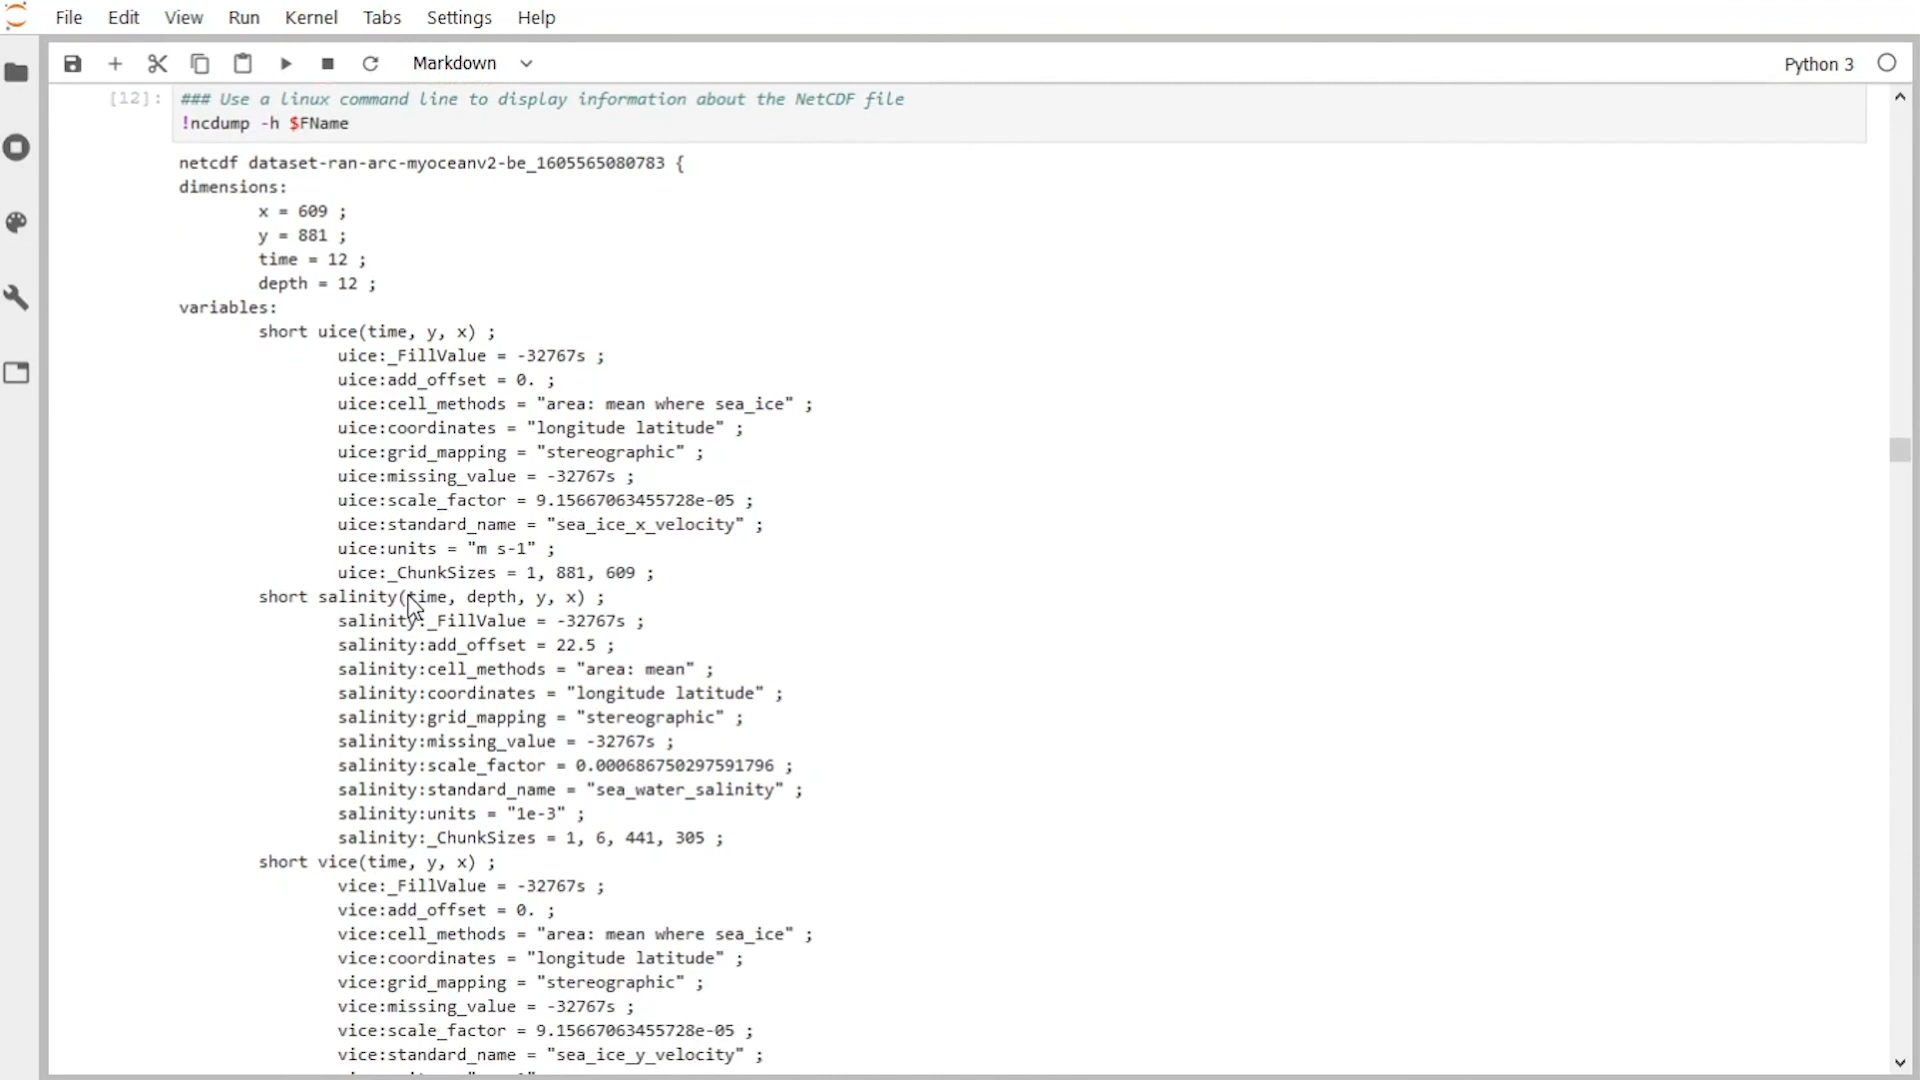 File Edit View Run Kernel Tabs Settings Help
Markdown
Python 3
[12]: ### Use a linux command line to display information about the NetCDF file
!ncdump -h $FName
netcdf dataset-ran-arc-myoceanv2-be_1605565080783 {
dimensions:
x = 609 ;
y = 881 ;
time = 12 ;
depth = 12 ;
variables:
short uice(time, y, x) ;
uice:_FillValue = -32767s ;
uice:add_offset = 0. ;
uice:cell_methods = "area: mean where sea_ice" ;
uice:coordinates = "longitude latitude" ;
uice:grid_mapping = "stereographic" ;
uice:missing_value = -32767s ;
uice:scale_factor = 9.15667063455728e-05 ;
uice:standard_name = "sea_ice_x_velocity" ;
uice:units = "m s-1" ;
uice:_ChunkSizes = 1, 881, 609 ;
short salinity(time, depth, y, x) ;
salinity:_FillValue = -32767s ;
salinity:add_offset = 22.5 ;
salinity:cell_methods = "area: mean" ;
salinity:coordinates = "longitude latitude" ;
salinity:grid_mapping = "stereographic" ;
salinity:missing_value = -32767s ;
salinity:scale_factor = 0.000686750297591796 ;
salinity:standard_name = "sea_water_salinity" ;
salinity:units = "1e-3" ;
salinity:_ChunkSizes = 1, 6, 441, 305 ;
short vice(time, y, x) ;
vice:_FillValue = -32767s ;
vice:add_offset = 0. ;
vice:cell_methods = "area: mean where sea_ice" ;
vice:coordinates = "longitude latitude" ;
vice:grid_mapping = "stereographic" ;
vice:missing_value = -32767s ;
vice:scale_factor = 9.15667063455728e-05 ;
vice:standard_name = "sea_ice_y_velocity" ;